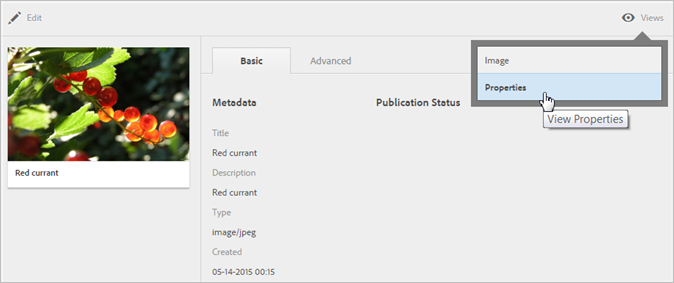 Edit
Views
Image
Properties
View Properties
Basic
Advanced
Metadata
Publication Status
Title
Red currant
Description
Red currant
Type
image/jpeg
Created
05-14-2015 00:15
Red currant